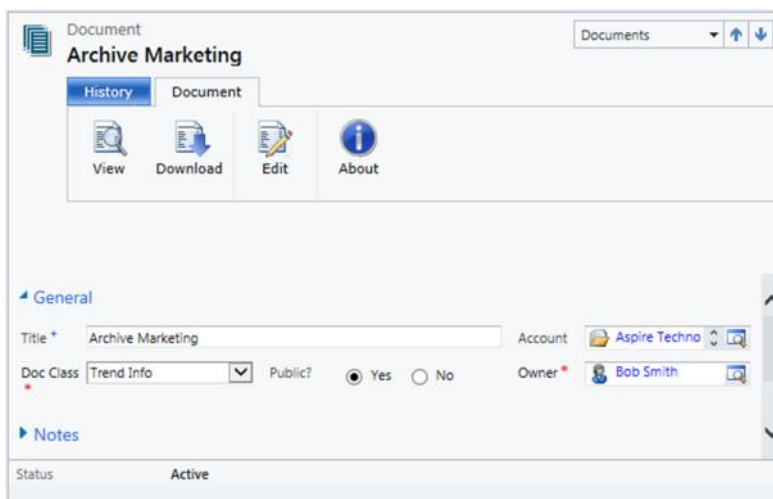 Document
Archive Marketing
Documents
History Document
View Download Edit About
General
Title + Archive Marketing Account Aspire Techno
Doc Class * Trend Info Public? Yes No Owner * Bob Smith
Notes
Status Active